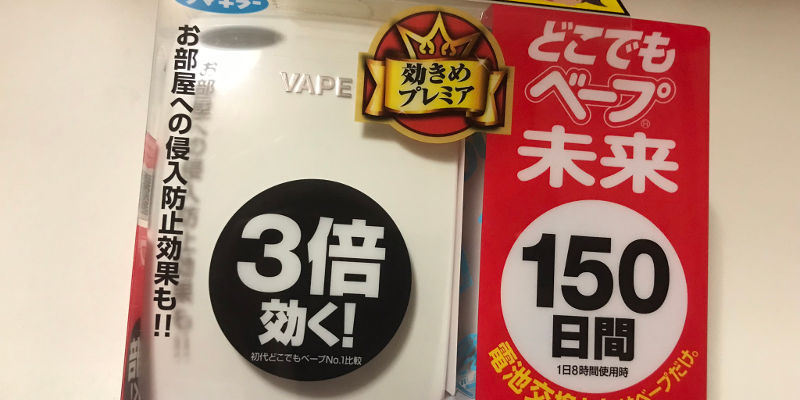 お部屋への侵入防止効果も!!
VAPE
効きめ
プレミア
3倍
効く!
初代どこでもベープNo.1比較
どこでも
ベープ®
未来
150
日間
1日8時間使用時